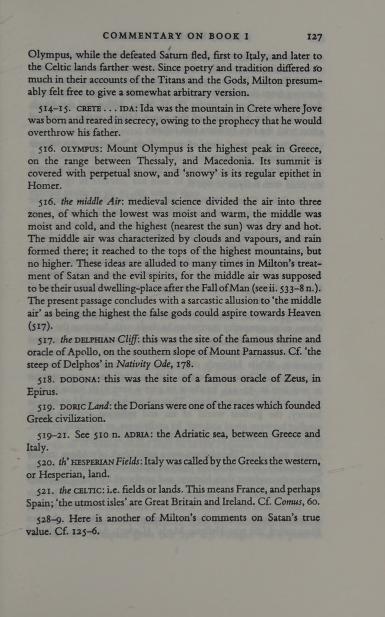 COMMENTARY ON BOOK I 127
Olympus, while the defeated Saturn fled, first to Italy, and later to
the Celtic lands farther west. Since poetry and tradition differed so
much in their accounts of the Titans and the Gods, Milton presum-
ably felt free to give a somewhat arbitrary version.
514–15. CRETE ... IDA: Ida was the mountain in Crete where Jove
was born and reared in secrecy, owing to the prophecy that he would
overthrow his father.
516. OLYMPUS: Mount Olympus is the highest peak in Greece,
on the range between Thessaly, and Macedonia. Its summit is
covered with perpetual snow, and 'snowy' is its regular epithet in
Homer.
516. the middle Air: medieval science divided the air into three
zones, of which the lowest was moist and warm, the middle was
moist and cold, and the highest (nearest the sun) was dry and hot.
The middle air was characterized by clouds and vapours, and rain
formed there; it reached to the tops of the highest mountains, but
no higher. These ideas are alluded to many times in Milton's treat-
ment of Satan and the evil spirits, for the middle air was supposed
to be their usual dwelling-place after the Fall of Man (see ii. 533–8 n.).
The present passage concludes with a sarcastic allusion to 'the middle
air' as being the highest the false gods could aspire towards Heaven
(517).
517. the DELPHIAN Cliff: this was the site of the famous shrine and
oracle of Apollo, on the southern slope of Mount Parnassus. Cf. 'the
steep of Delphos' in Nativity Ode, 178.
518. DODONA: this was the site of a famous oracle of Zeus, in
Epirus.
519. DORIC Land: the Dorians were one of the races which founded
Greek civilization.
519–21. See 510 n. ADRIA: the Adriatic sea, between Greece and
Italy.
520. th' HESPERIAN Fields: Italy was called by the Greeks the western,
or Hesperian, land.
521. the CELTIC: i.e. fields or lands. This means France, and perhaps
Spain; 'the utmost isles' are Great Britain and Ireland. Cf. Comus, 60.
528–9. Here is another of Milton's comments on Satan's true
value. Cf. 125–6.